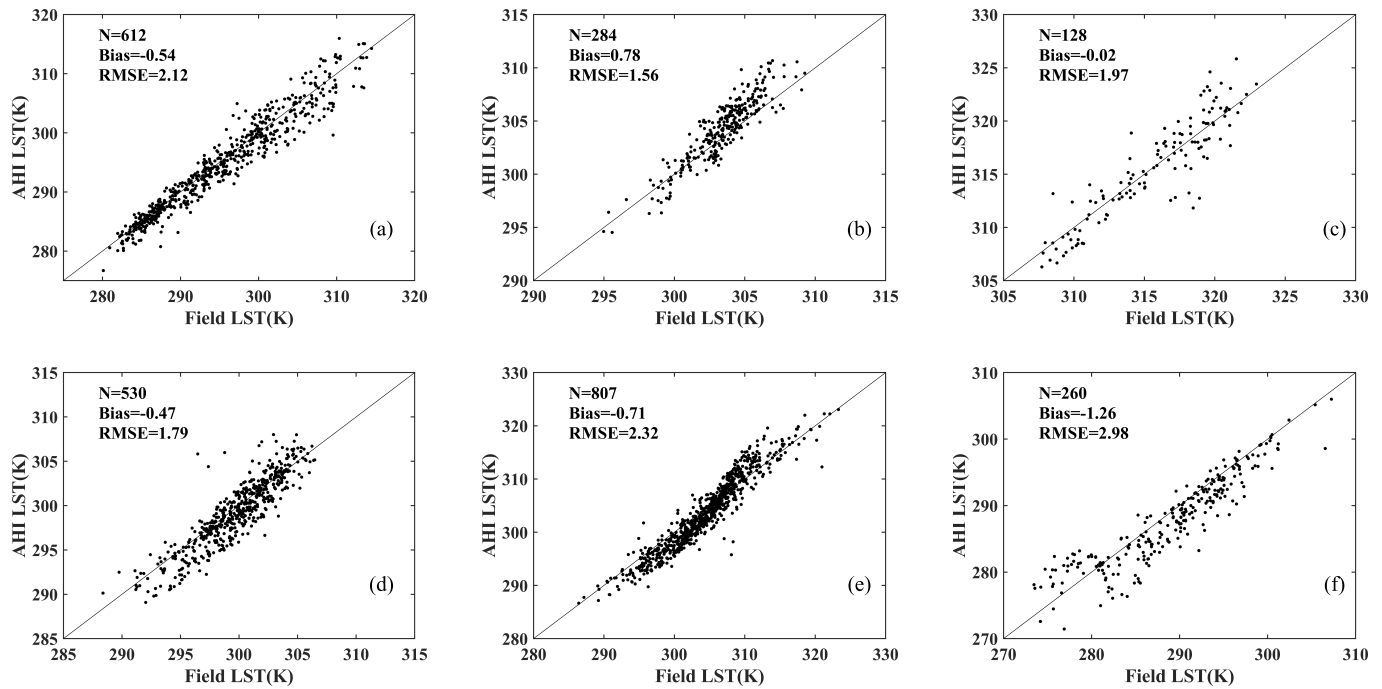 320
310
300
290
280
AHI LST(K)
N=612
Bias=-0.54
RMSE=2.12
(a)
280 290 300 310 320
Field LST(K)
315
310
305
300
295
290
AHI LST(K)
N=284
Bias=0.78
RMSE=1.56
(b)
290 295 300 305 310 315
Field LST(K)
330
325
320
315
310
305
AHI LST(K)
N=128
Bias=-0.02
RMSE=1.97
(c)
305 310 315 320 325 330
Field LST(K)
315
310
305
300
295
290
285
AHI LST(K)
N=530
Bias=-0.47
RMSE=1.79
(d)
285 290 295 300 305 310 315
Field LST(K)
330
320
310
300
290
280
AHI LST(K)
N=807
Bias=-0.71
RMSE=2.32
(e)
280 290 300 310 320 330
Field LST(K)
310
300
290
280
270
AHI LST(K)
N=260
Bias=-1.26
RMSE=2.98
(f)
270 280 290 300 310
Field LST(K)